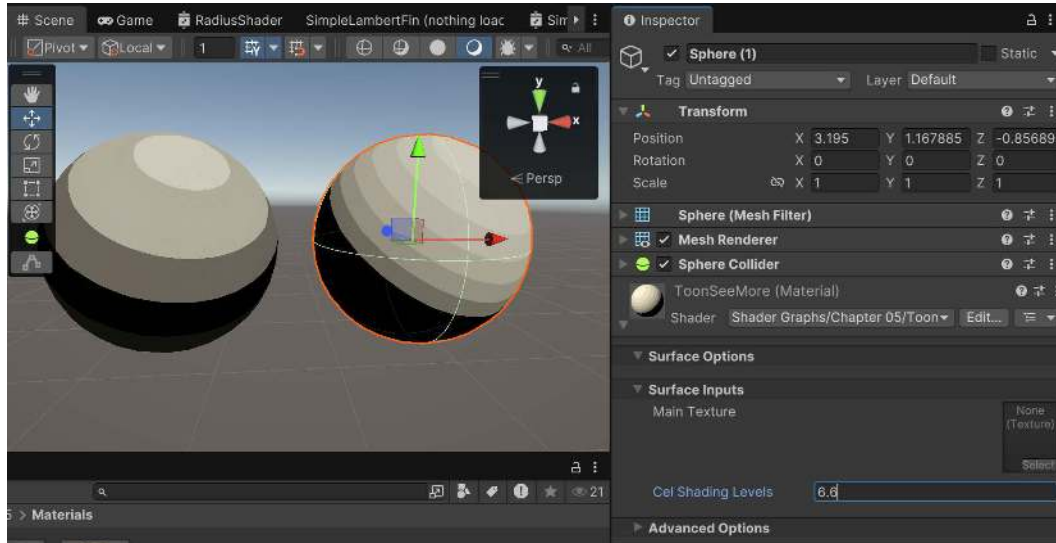 Scene Game RadiusShader SimpleLambertFin (nothing loac Sir
Pivot Local 1 All
y
x
Persp
21
5 > Materials
Inspector
Sphere (1) Static
Tag Untagged Layer Default
Transform
Position X 3.195 Y 1.167885 Z -0.85689
Rotation X 0 Y 0 Z 0
Scale X 1 Y 1 Z 1
Sphere (Mesh Filter)
Mesh Renderer
Sphere Collider
ToonSeeMore (Material)
Shader Shader Graphs/Chapter 05/Toon Edit...
Surface Options
Surface Inputs
Main Texture None
(Texture)
Select
Cel Shading Levels 6.6
Advanced Options